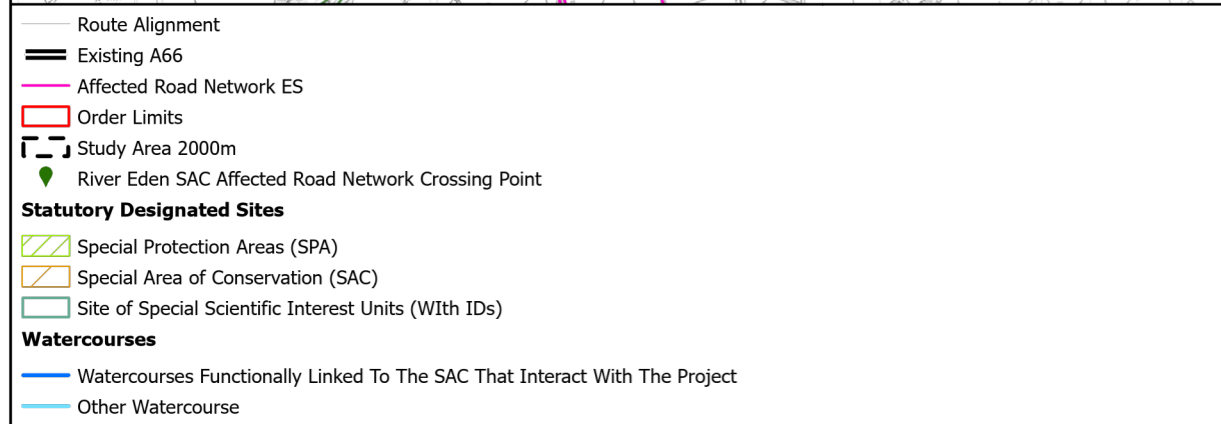 Route Alignment
Existing A66
Affected Road Network ES
Order Limits
Study Area 2000m
River Eden SAC Affected Road Network Crossing Point
Statutory Designated Sites
Special Protection Areas (SPA)
Special Area of Conservation (SAC)
Site of Special Scientific Interest Units (WIth IDs)
Watercourses
Watercourses Functionally Linked To The SAC That Interact With The Project
Other Watercourse